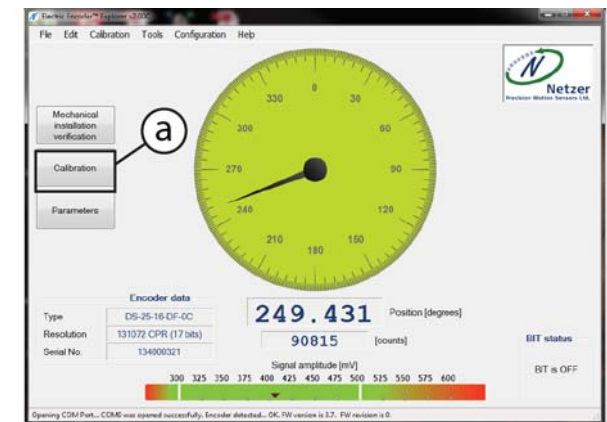 Electric Encoder™ Explorer v2.00C
File Edit Calibration Tools Configuration Help
N
Netzer
Precision Motion Sensors Ltd.
Mechanical
installation
verification
Calibration
Parameters
a
0
30
60
90
120
150
180
210
240
270
300
330
Encoder data
Type DS-25-16-DF-0C
Resolution 131072 CPR (17 bits)
Serial No. 134000321
249.431 Position [degrees]
90815 [counts]
Signal amplitude [mV]
300 325 350 375 400 425 450 475 500 525 550 575 600
BIT status
BIT is OFF
Opening COM Port... COM8 was opened successfully. Encoder detected... OK. FW version is 3.7. FW revision is 0.